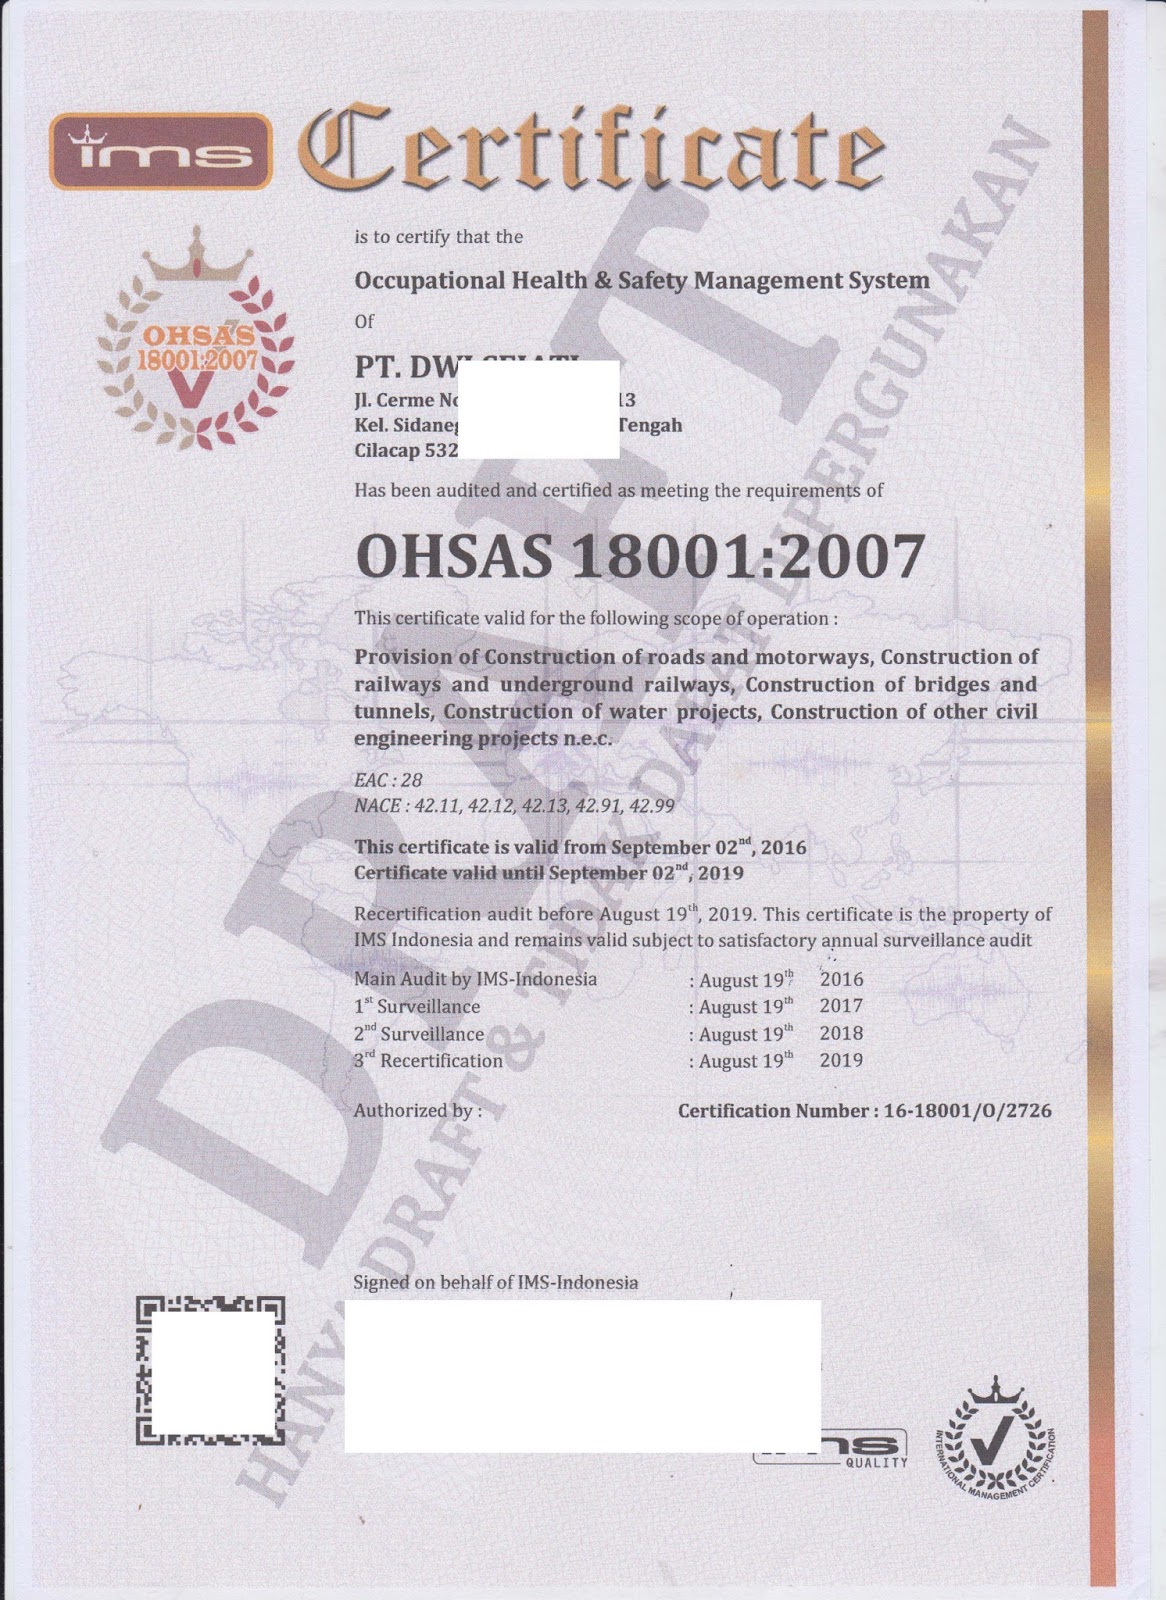 ims Certificate
is to certify that the
Occupational Health & Safety Management System
Of
OHSAS
18001:2007
PT. DW
Jl. Cerme 13
Kel. Tengah
Cilacap
Has been audited and certified as meeting the requirements of
OHSAS 18001:2007
This certificate valid for the following scope of operation :
Provision of Construction of roads and motorways, Construction of
railways and underground railways, Construction of bridges and
tunnels, Construction of water projects, Construction of other civil
engineering projects n.e.c.
EAC : 28
NACE : 42.11, 42.12, 42.13, 42.91, 42.99
This certificate is valid from September 02nd, 2016
Certificate valid until September 02nd, 2019
Recertification audit before August 19th, 2019. This certificate is the property of
IMS Indonesia and remains valid subject to satisfactory annual surveillance audit
Main Audit by IMS-Indonesia : August 19th 2016
1st Surveillance : August 19th 2017
2nd Surveillance : August 19th 2018
3rd Recertification : August 19th 2019
Authorized by : Certification Number : 16-18001/O/2726
Signed on behalf of IMS-Indonesia
ims
QUALITY
INTERNATIONAL MANAGEMENT CERTIFICATION
DRAFT
HANYA DRAFT & TIDAK DAPAT DIPERGUNAKAN